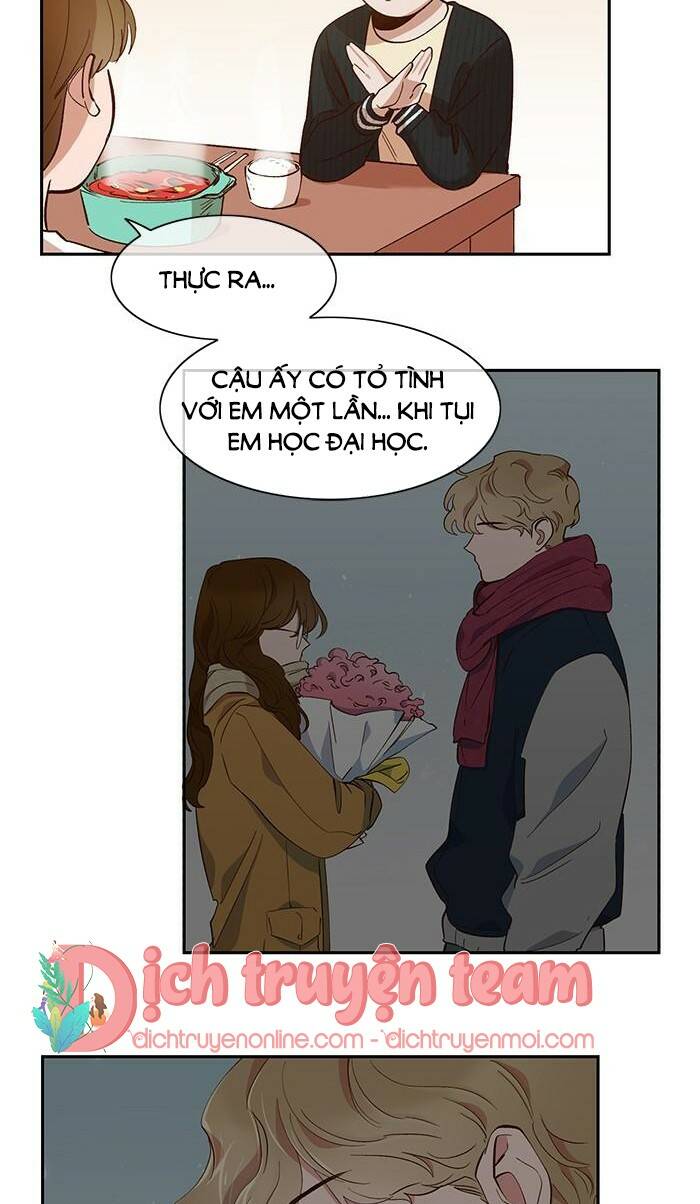 THỰC RA...
CẬU ẤY CÓ TỎ TÌNH
VỚI EM MỘT LẦN... KHI TỤI
EM HỌC ĐẠI HỌC.
Dịch truyện team
dichtruyenonline.com - dichtruyenmoi.com